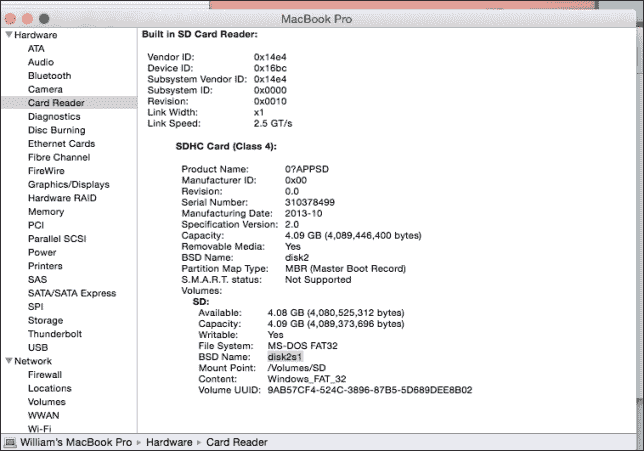 MacBook Pro
Hardware
ATA
Audio
Bluetooth
Camera
Card Reader
Diagnostics
Disc Burning
Ethernet Cards
Fibre Channel
FireWire
Graphics/Displays
Hardware RAID
Memory
PCI
Parallel SCSI
Power
Printers
SAS
SATA/SATA Express
SPI
Storage
Thunderbolt
USB
Network
Firewall
Locations
Volumes
WWAN
Wi-Fi
Built in SD Card Reader:
Vendor ID: 0x14e4
Device ID: 0x16bc
Subsystem Vendor ID: 0x14e4
Subsystem ID: 0x0000
Revision: 0x0010
Link Width: x1
Link Speed: 2.5 GT/s
SDHC Card (Class 4):
Product Name: 0?APPSD
Manufacturer ID: 0x00
Revision: 0.0
Serial Number: 310378499
Manufacturing Date: 2013-10
Specification Version: 2.0
Capacity: 4.09 GB (4,089,446,400 bytes)
Removable Media: Yes
BSD Name: disk2
Partition Map Type: MBR (Master Boot Record)
S.M.A.R.T. status: Not Supported
Volumes:
SD:
Available: 4.08 GB (4,080,525,312 bytes)
Capacity: 4.09 GB (4,089,373,696 bytes)
Writable: Yes
File System: MS-DOS FAT32
BSD Name: disk2s1
Mount Point: /Volumes/SD
Content: Windows_FAT_32
Volume UUID: 9AB57CF4-524C-3896-87B5-5D689DEE8B02
William's MacBook Pro ▸ Hardware ▸ Card Reader